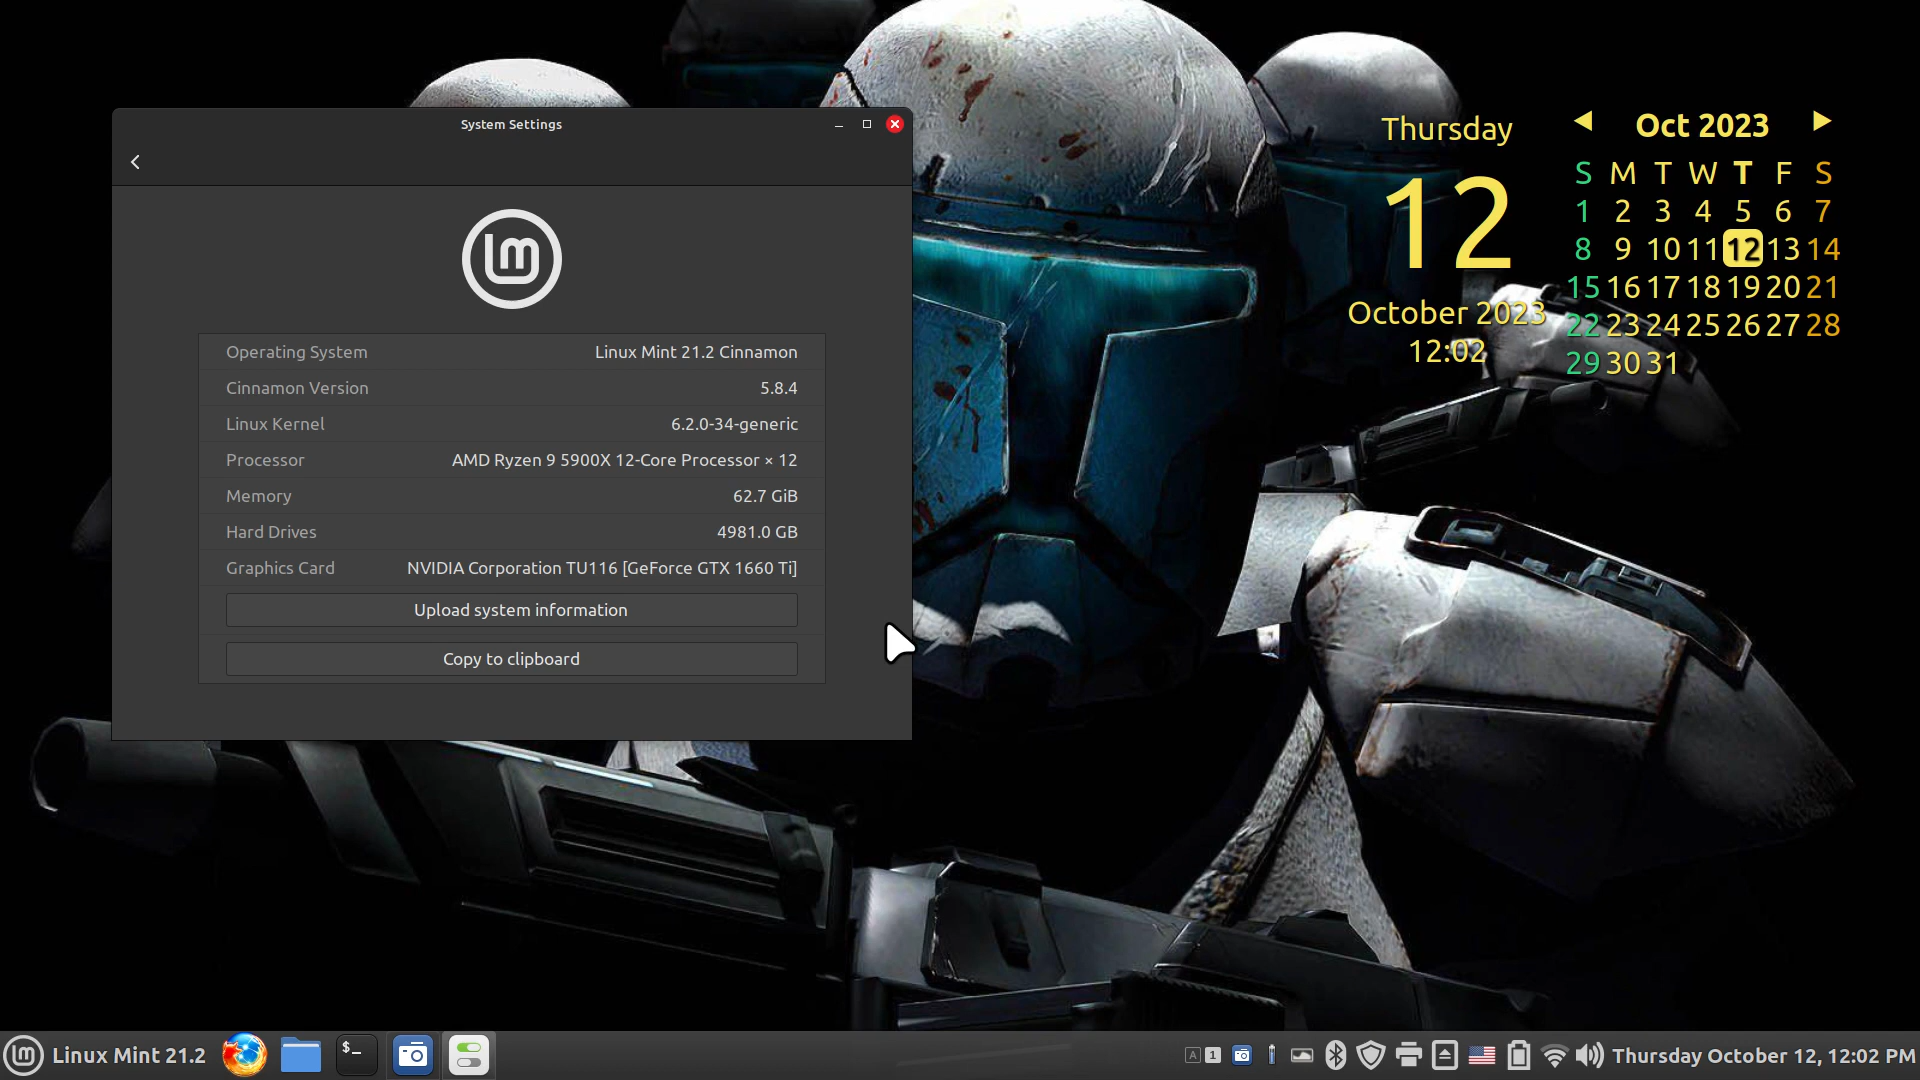 System Settings
Operating System Linux Mint 21.2 Cinnamon
Cinnamon Version 5.8.4
Linux Kernel 6.2.0-34-generic
Processor AMD Ryzen 9 5900X 12-Core Processor × 12
Memory 62.7 GiB
Hard Drives 4981.0 GB
Graphics Card NVIDIA Corporation TU116 [GeForce GTX 1660 Ti]
Upload system information
Copy to clipboard
Thursday
12
October 2023
12:02
Oct 2023
S M T W T F S
1 2 3 4 5 6 7
8 9 10 11 12 13 14
15 16 17 18 19 20 21
22 23 24 25 26 27 28
29 30 31
Linux Mint 21.2
$_
A 1
Thursday October 12, 12:02 PM